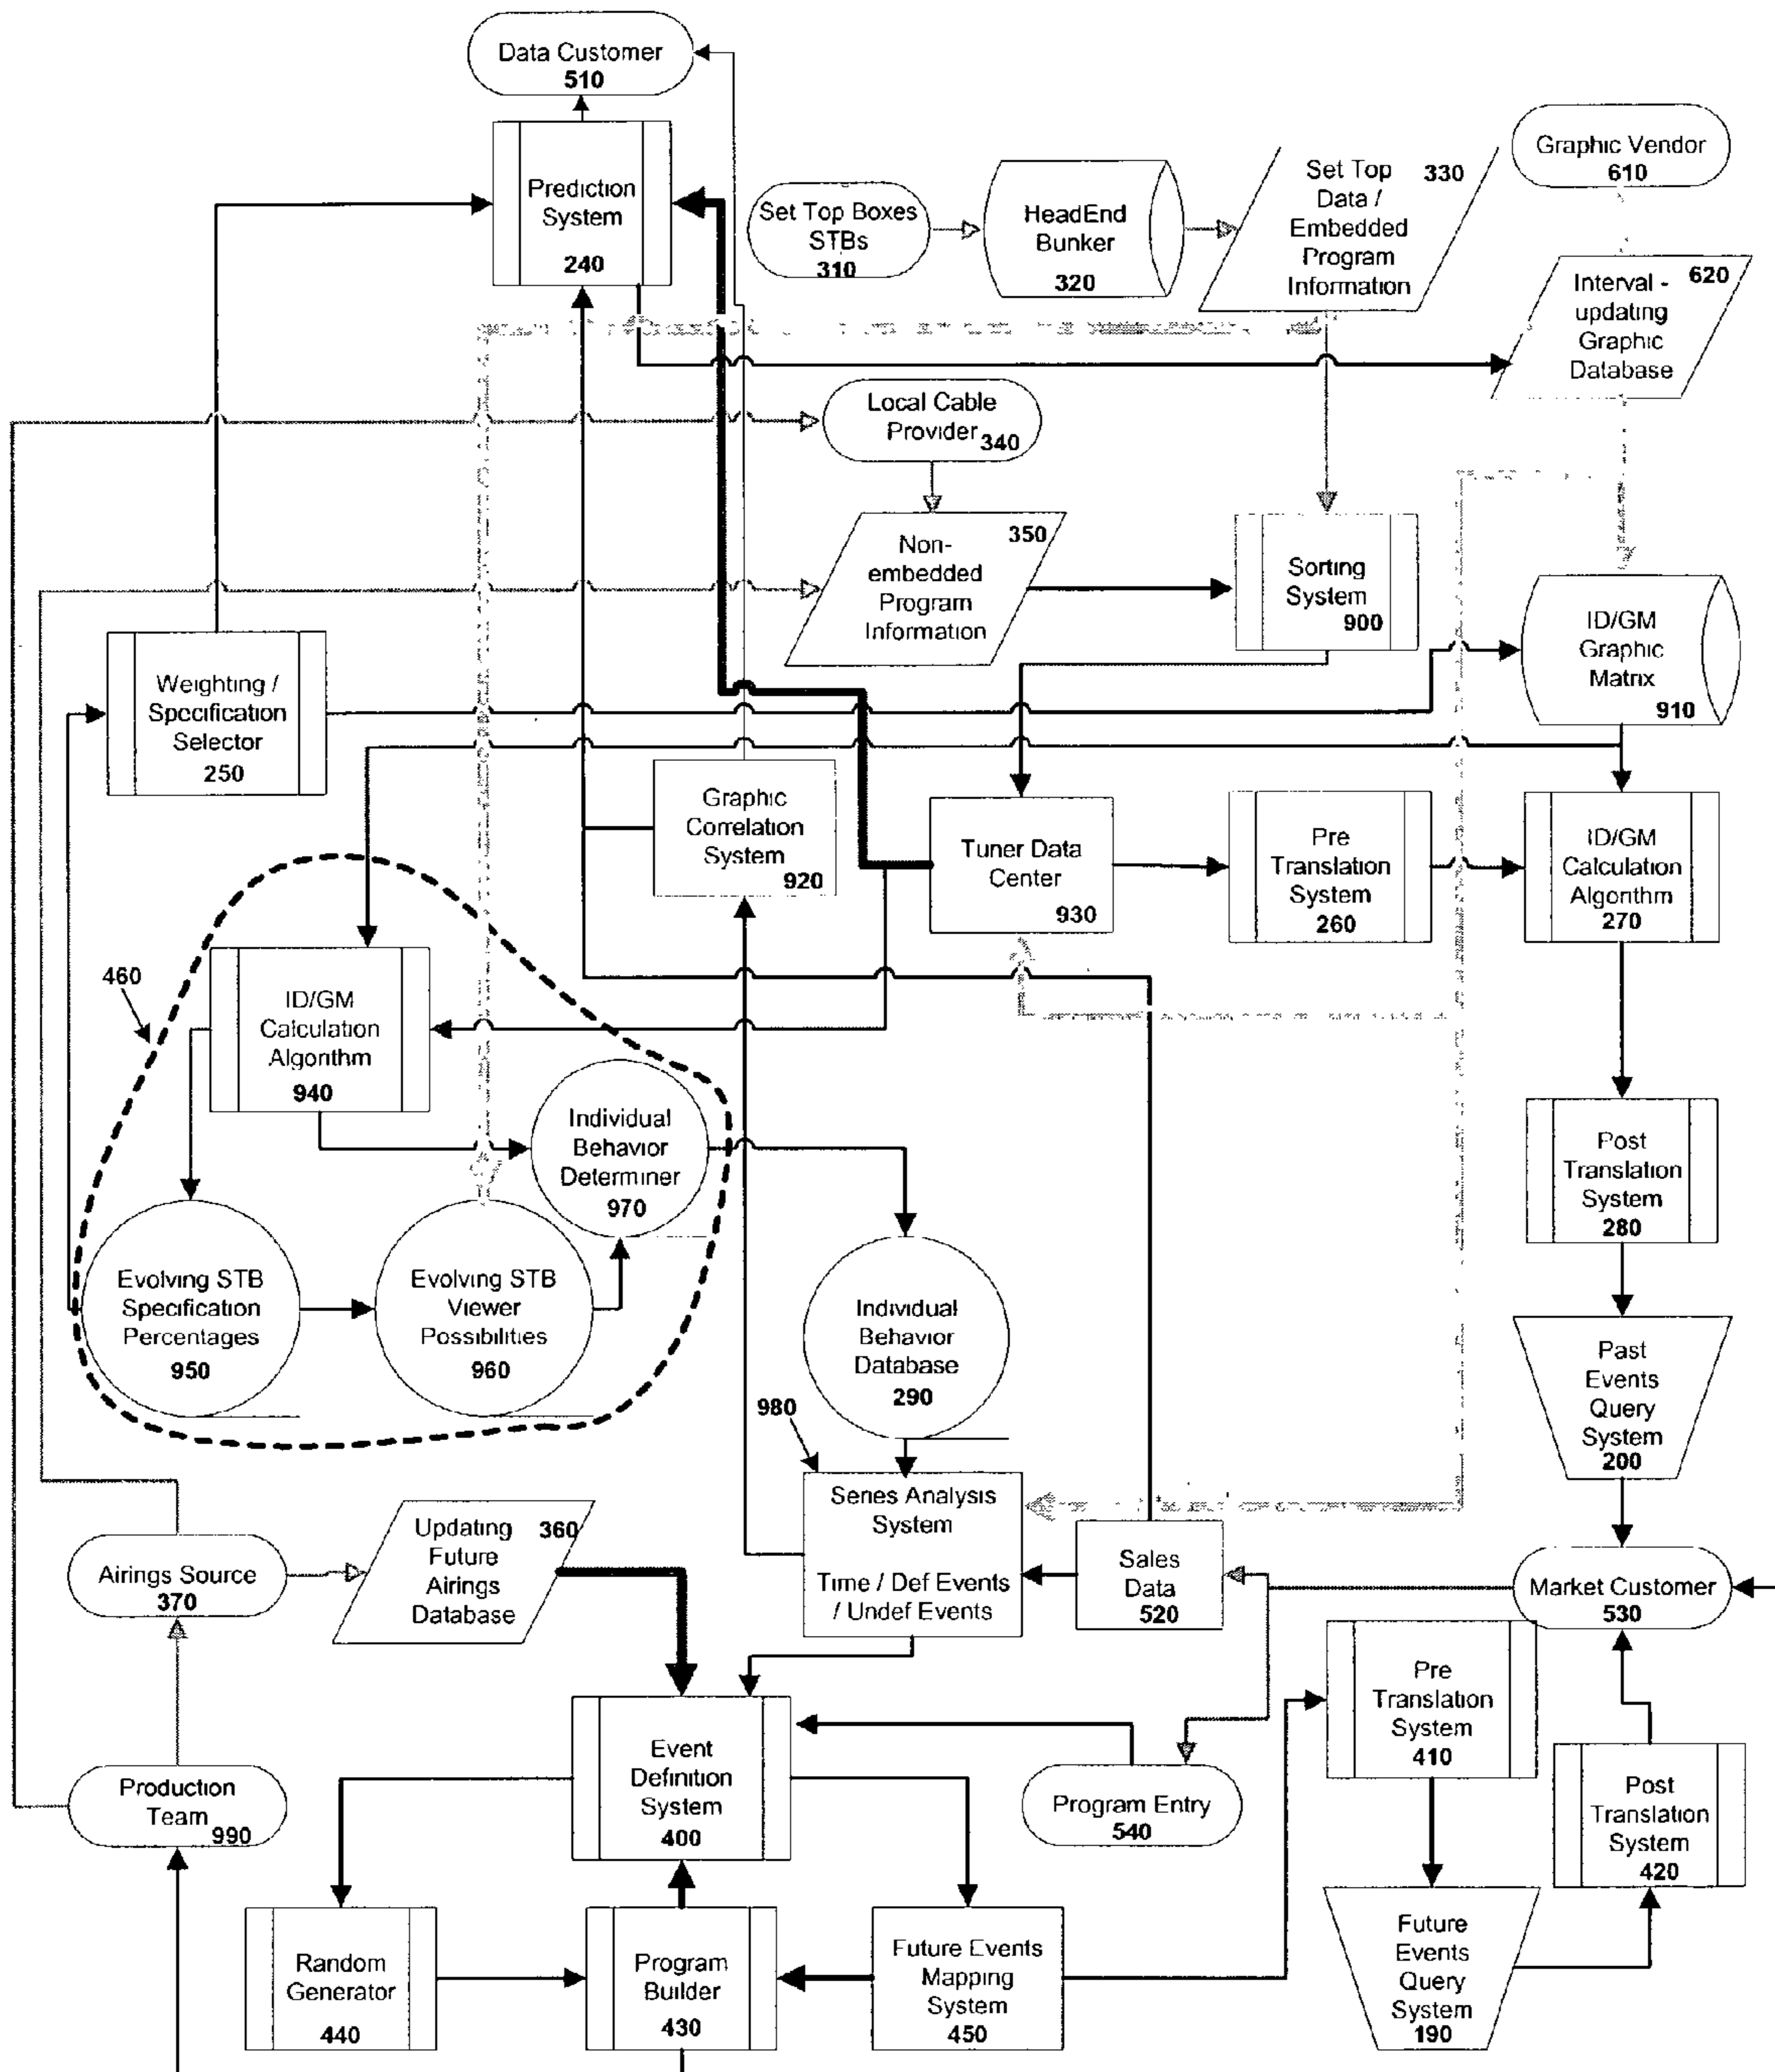 Data Customer
510
Prediction
System
240
Set Top Boxes
STBs
310
HeadEnd
Bunker
320
Set Top
Data /
Embedded
Program
Information
330
Graphic Vendor
610
Interval -
updating
Graphic
Database
620
Local Cable
Provider
340
Non-
embedded
Program
Information
350
Sorting
System
900
ID/GM
Graphic
Matrix
910
Weighting /
Specification
Selector
250
Graphic
Correlation
System
920
Tuner Data
Center
930
Pre
Translation
System
260
ID/GM
Calculation
Algorithm
270
460
ID/GM
Calculation
Algorithm
940
Individual
Behavior
Determiner
970
Post
Translation
System
280
Evolving STB
Specification
Percentages
950
Evolving STB
Viewer
Possibilities
960
Individual
Behavior
Database
290
Past
Events
Query
System
200
980
Series Analysis
System
Time / Def Events
/ Undef Events
Sales
Data
520
Market Customer
530
Airings Source
370
Updating
Future
Airings
Database
360
Pre
Translation
System
410
Event
Definition
System
400
Program Entry
540
Post
Translation
System
420
Production
Team
990
Random
Generator
440
Program
Builder
430
Future Events
Mapping
System
450
Future
Events
Query
System
190